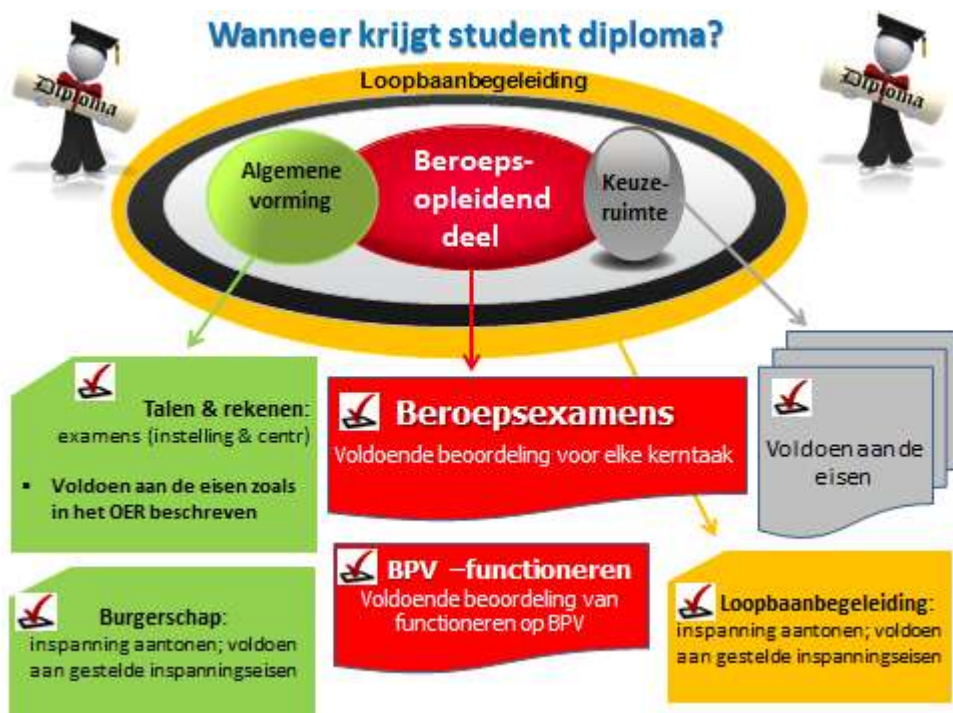 Wanneer krijgt student diploma?
Diploma
Diploma
Loopbaanbegeleiding
Algemene
vorming
Beroeps-
opleidend
deel
Keuze-
ruimte
Talen & rekenen:
examens (instelling & centr)
▪ Voldoen aan de eisen zoals
in het OER beschreven
Beroepsexamens
Voldoende beoordeling voor elke kerntaak
Voldoen aan de
eisen
Burgerschap:
inspanning aantonen; voldoen
aan gestelde inspanningseisen
BPV –functioneren
Voldoende beoordeling van
functioneren op BPV
Loopbaanbegeleiding:
inspanning aantonen; voldoen
aan gestelde inspanningseisen